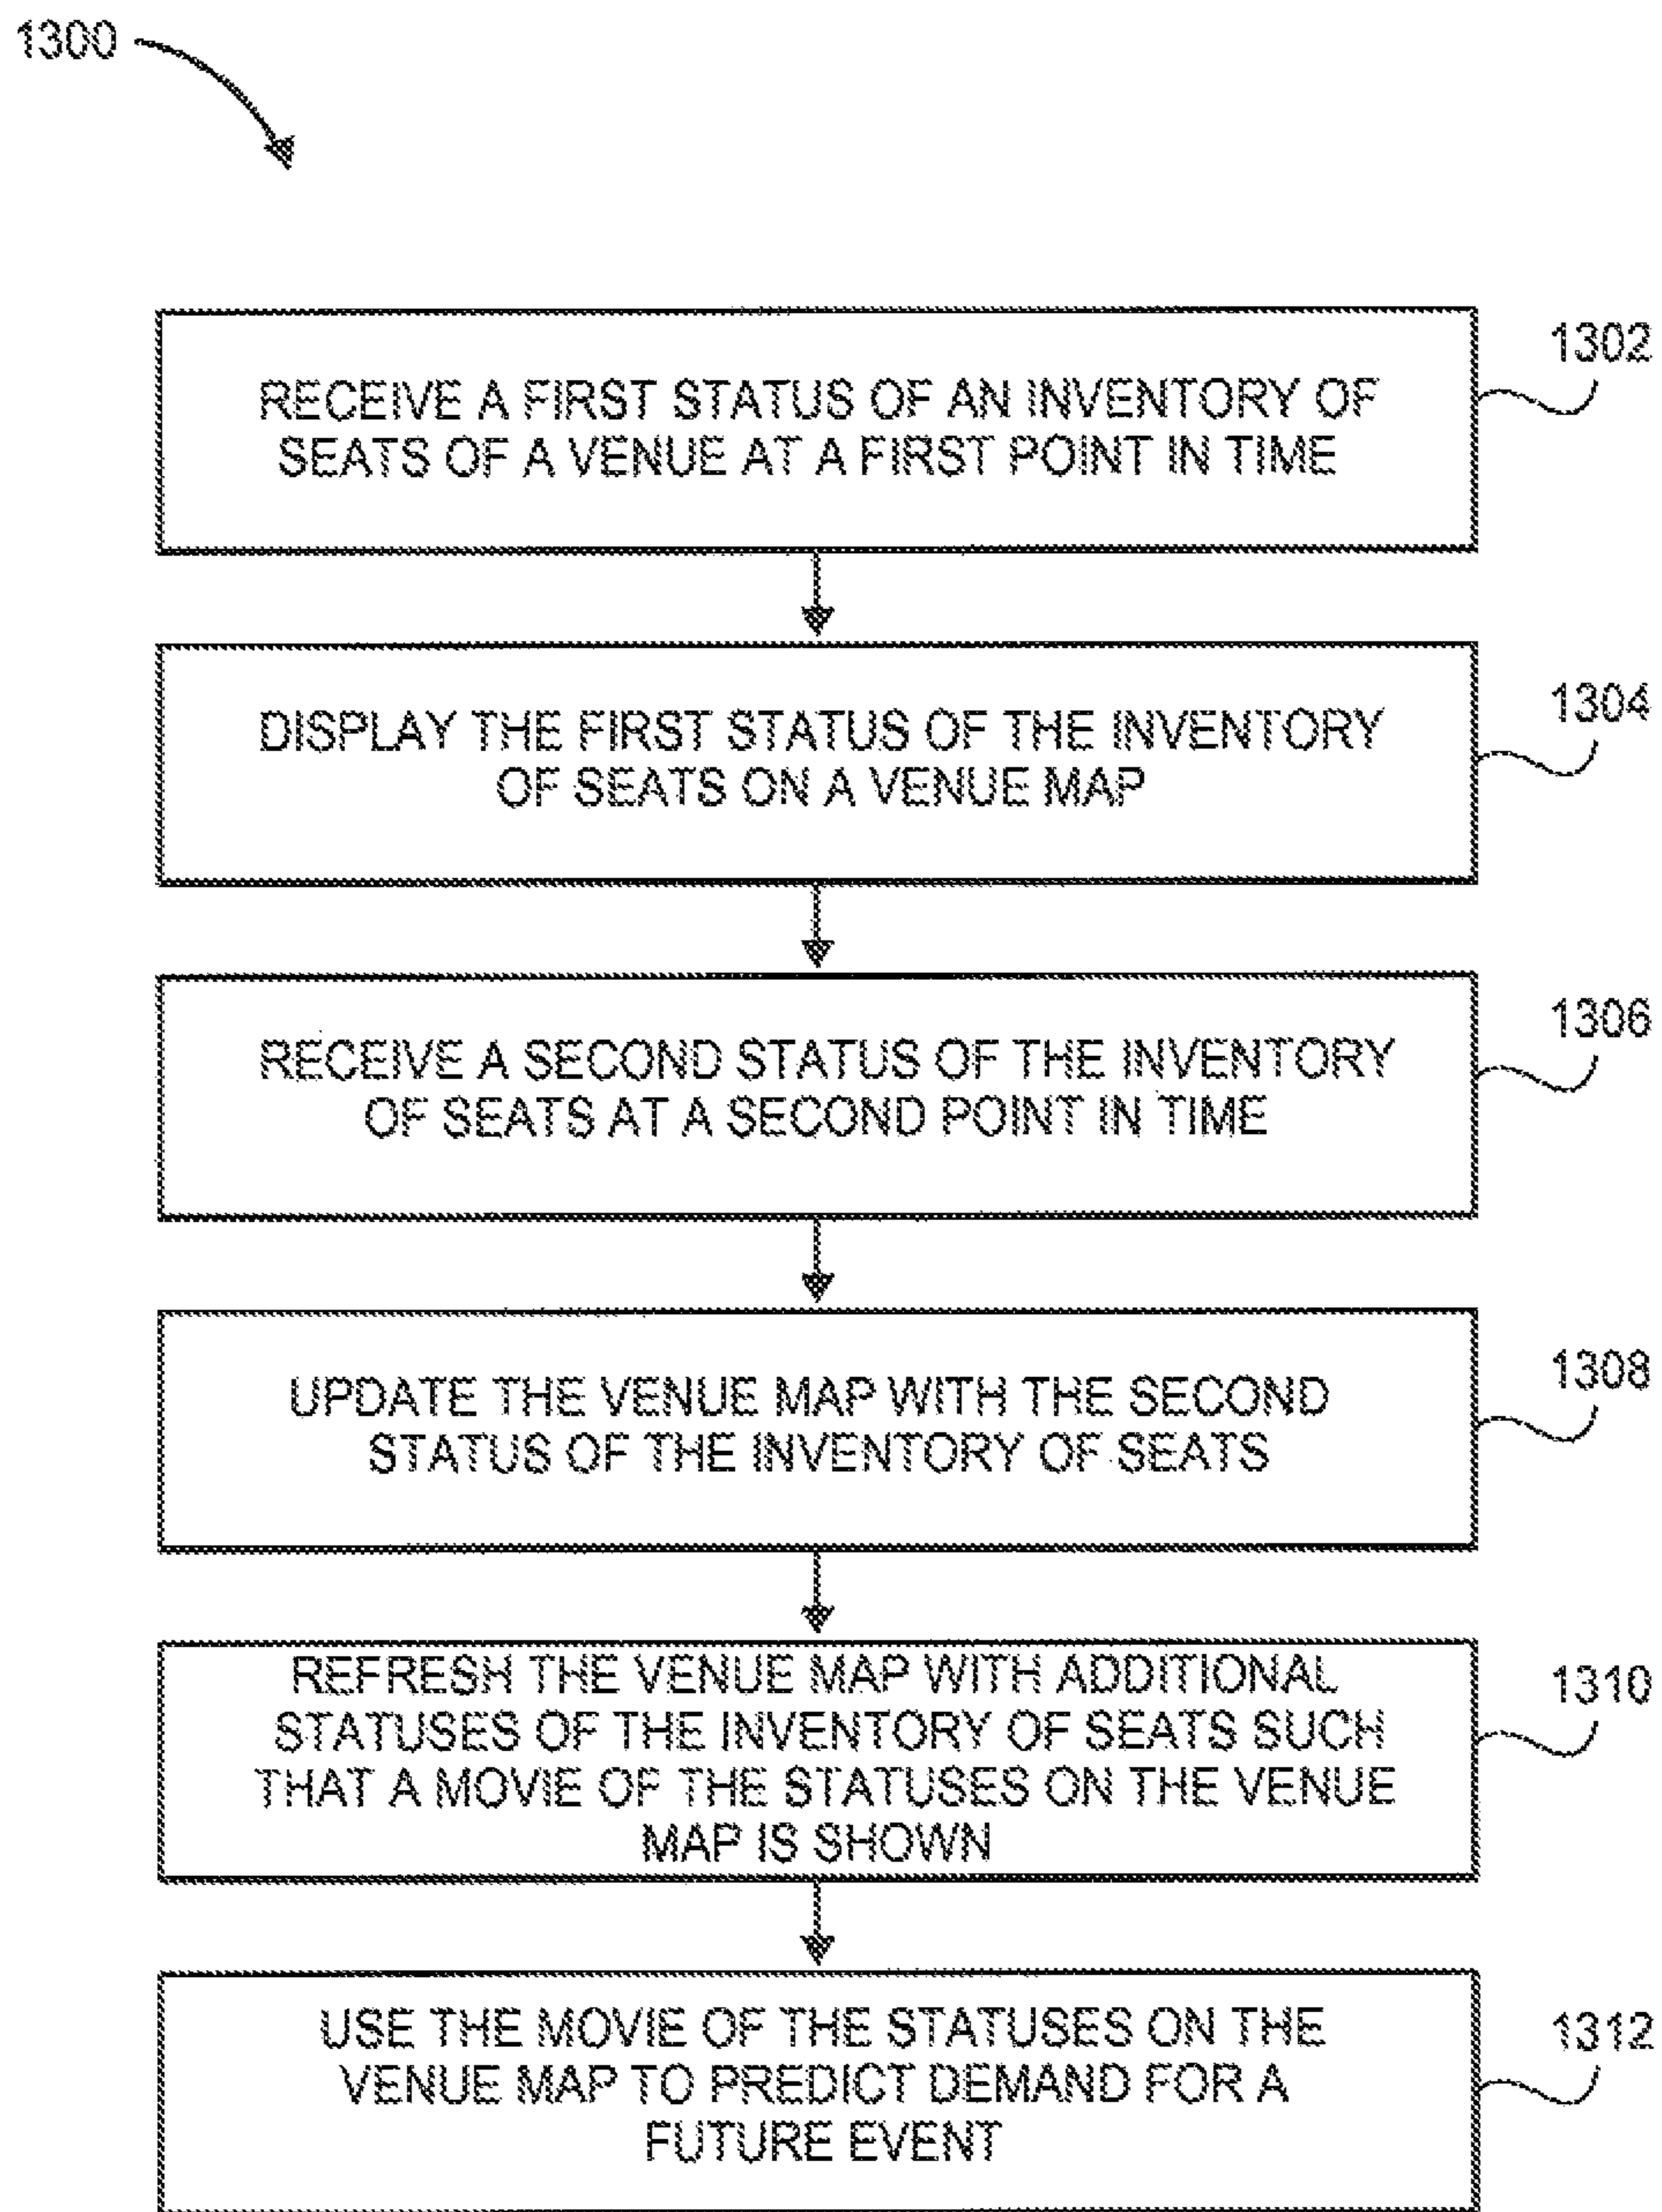 1300
RECEIVE A FIRST STATUS OF AN INVENTORY OF
SEATS OF A VENUE AT A FIRST POINT IN TIME
1302
DISPLAY THE FIRST STATUS OF THE INVENTORY
OF SEATS ON A VENUE MAP
1304
RECEIVE A SECOND STATUS OF THE INVENTORY
OF SEATS AT A SECOND POINT IN TIME
1306
UPDATE THE VENUE MAP WITH THE SECOND
STATUS OF THE INVENTORY OF SEATS
1308
REFRESH THE VENUE MAP WITH ADDITIONAL
STATUSES OF THE INVENTORY OF SEATS SUCH
THAT A MOVIE OF THE STATUSES ON THE VENUE
MAP IS SHOWN
1310
USE THE MOVIE OF THE STATUSES ON THE
VENUE MAP TO PREDICT DEMAND FOR A
FUTURE EVENT
1312